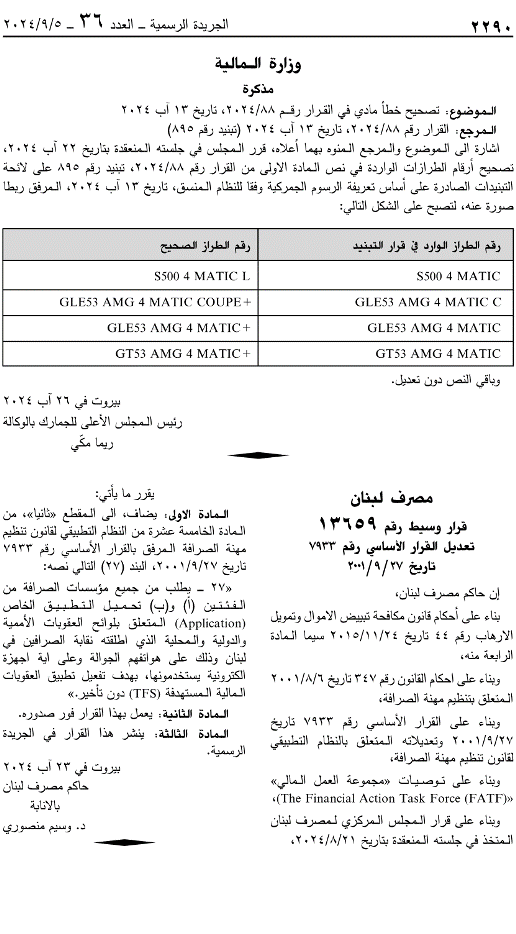 ٢٢٩٠
الجريدة الرسمية ــ العدد ٣٦ ــ ٢٠٢٤/٩/٥
وزارة الـمالية
مذكرة
الـموضوع: تصحيح خطأ مادي في القرار رقــم ٢٠٢٤/٨٨، تاريخ ١٣ آب ٢٠٢٤
الـمرجع: القرار رقم ٢٠٢٤/٨٨، تاريخ ١٣ آب ٢٠٢٤ (تبنيد رقم ٨٩٥)
اشارة الى الموضوع والمرجع المنوه بهما أعلاه، قرر المجلس في جلسته المنعقدة بتاريخ ٢٢ آب ٢٠٢٤،
تصحيح أرقام الطرازات الواردة في نص المادة الاولى من القرار رقم ٢٠٢٤/٨٨، تبنيد رقم ٨٩٥ على لائحة
التبنيدات الصادرة على أساس تعريفة الرسوم الجمركية وفقا للنظام المنسق، تاريخ ١٣ آب ٢٠٢٤، الـمرفق ربطا
صورة عنه، لتصبح على الشكل التالي:
رقم الطراز الوارد في قرار التبنيد
رقم الطراز الصحيح
S500 4 MATIC
S500 4 MATIC L
GLE53 AMG 4 MATIC C
GLE53 AMG 4 MATIC COUPE+
GLE53 AMG 4 MATIC
GLE53 AMG 4 MATIC+
GT53 AMG 4 MATIC
GT53 AMG 4 MATIC+
وباقي النص دون تعديل.
بيروت في ٢٦ آب ٢٠٢٤
رئيس المجلس الأعلى للجمارك بالوكالة
ريما مكّي
مصرف لبنان
قرار وسيط رقم ١٣٦٥٩
تعديل القرار الأساسي رقم ٧٩٣٣
تاريخ ٢٠٠١/٩/٢٧
إن حاكم مصرف لبنان،
بناء على أحكام قانون مكافحة تبييض الاموال وتمويل
الارهاب رقم ٤٤ تاريخ ٢٠١٥/١١/٢٤ سيما المادة
الرابعة منه،
وبناء على احكام القانون رقم ٣٤٧ تاريخ ٢٠٠١/٨/٦
المتعلق بتنظيم مهنة الصرافة،
وبناء على القرار الأساسي رقم ٧٩٣٣ تاريخ
٢٠٠١/٩/٢٧ وتعديلاته المتعلق بالنظام التطبيقي
لقانون تنظيم مهنة الصرافة،
وبناء على توصيات «مجموعة العمل الـمالي»
«The Financial Action Task Force (FATF)»،
وبناء على قرار المجلس المركزي لـمصرف لبنان
المتخذ في جلسته المنعقدة بتاريخ ٢٠٢٤/٨/٢١،
يقرر ما يأتي:
الـمادة الاولى: يضاف، الى المقطع «ثانيا»، من
المادة الخامسة عشرة من النظام التطبيقي لقانون تنظيم
مهنة الصرافة المرفق بالقرار الأساسي رقم ٧٩٣٣
تاريخ ٢٠٠١/٩/٢٧، البند (٢٧) التالي نصه:
«٢٧ ــ يطلب من جميع مؤسسات الصرافة من
الفئتين (أ) و(ب) تحميل التطبيق الخاص
(Application) المتعلق بلوائح العقوبات الأممية
والدولية والمحلية الذي اطلقته نقابة الصرافين في
لبنان وذلك على هواتفهم الجوالة وعلى اية اجهزة
الكترونية يستخدمونها، بهدف تفعيل تطبيق العقوبات
المالية المستهدفة (TFS) دون تأخير.»
الـمادة الثانية: يعمل بهذا القرار فور صدوره.
الـمادة الثالثة: ينشر هذا القرار في الجريدة
الرسمية.
بيروت في ٢٣ آب ٢٠٢٤
حاكم مصرف لبنان
بالانابة
د. وسيم منصوري